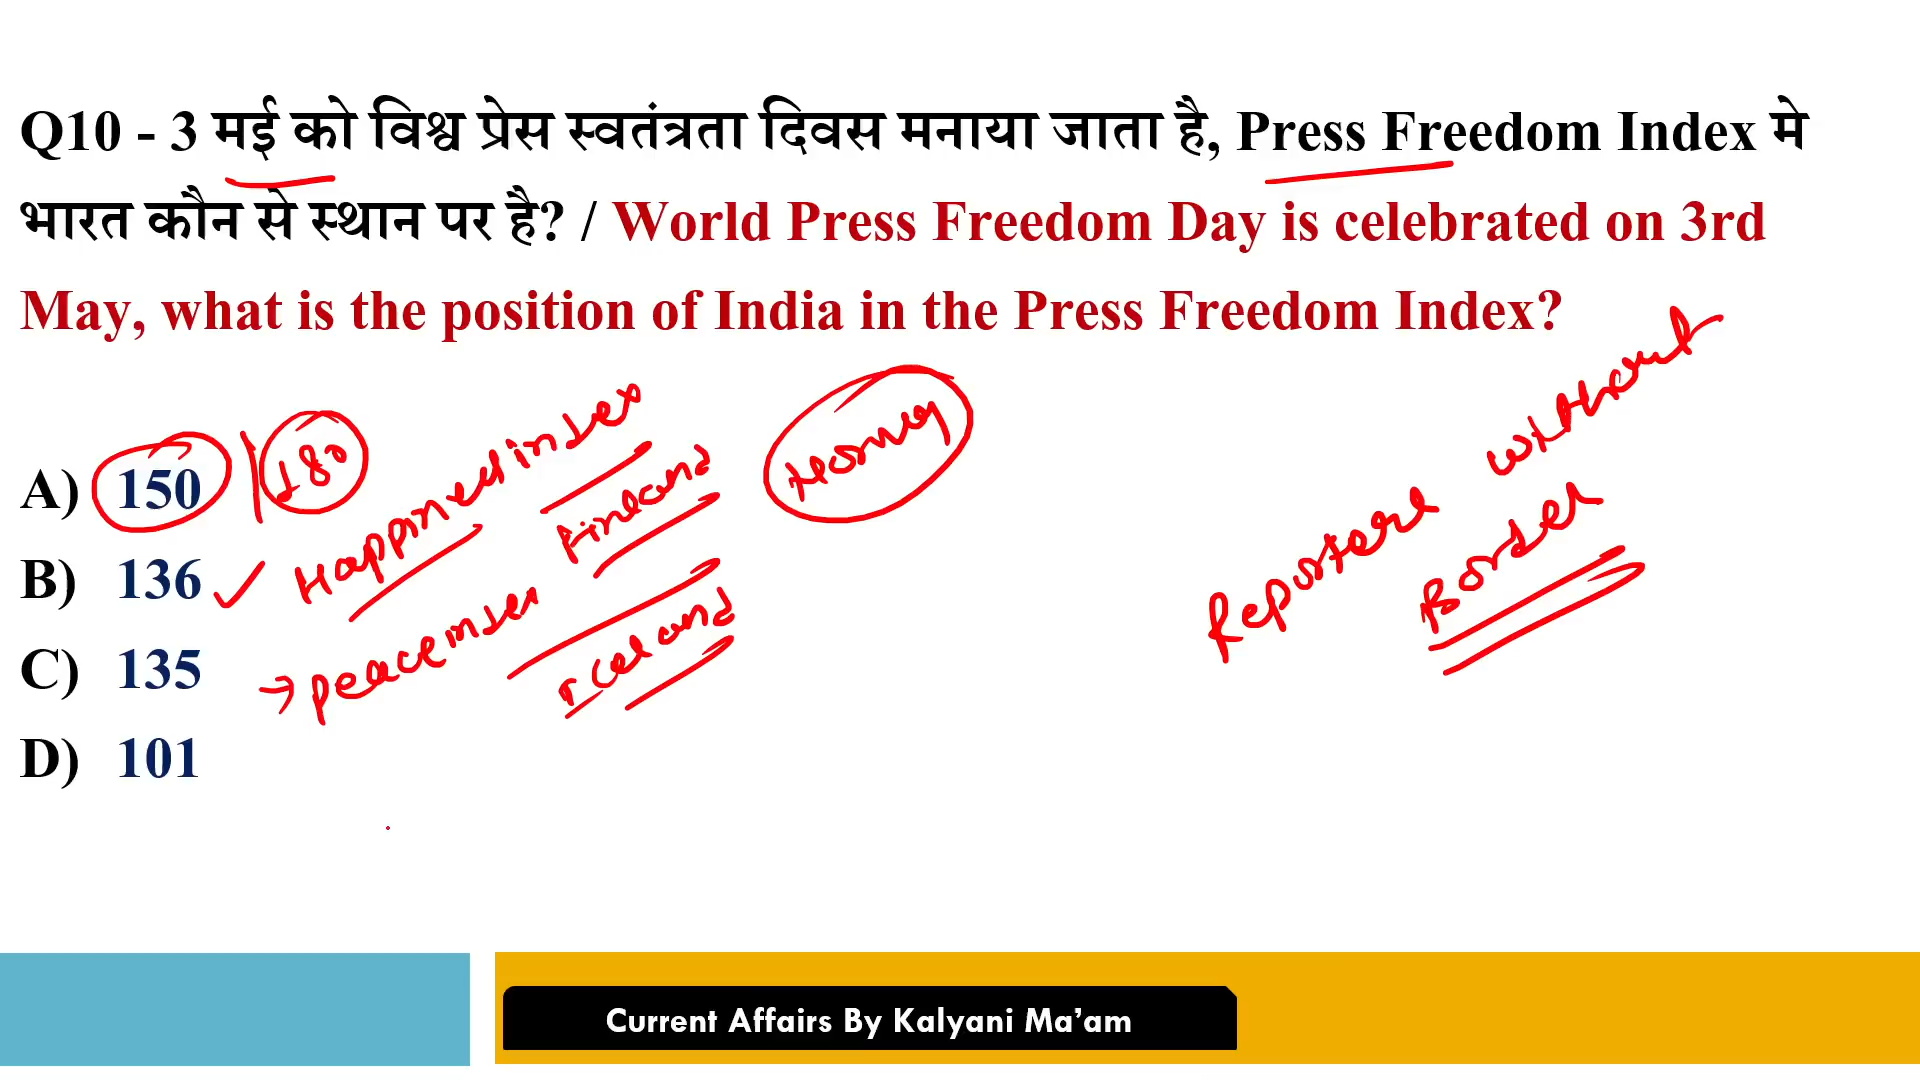 Q10 - 3 मई को विश्व प्रेस स्वतंत्रता दिवस मनाया जाता है, Press Freedom Index मे
भारत कौन से स्थान पर है? / World Press Freedom Day is celebrated on 3rd
May, what is the position of India in the Press Freedom Index?
A) 150 | 180
B) 136
C) 135
D) 101
Happines index
Finland
peace index
Iceland
Reporters without
Border
Current Affairs By Kalyani Ma'am